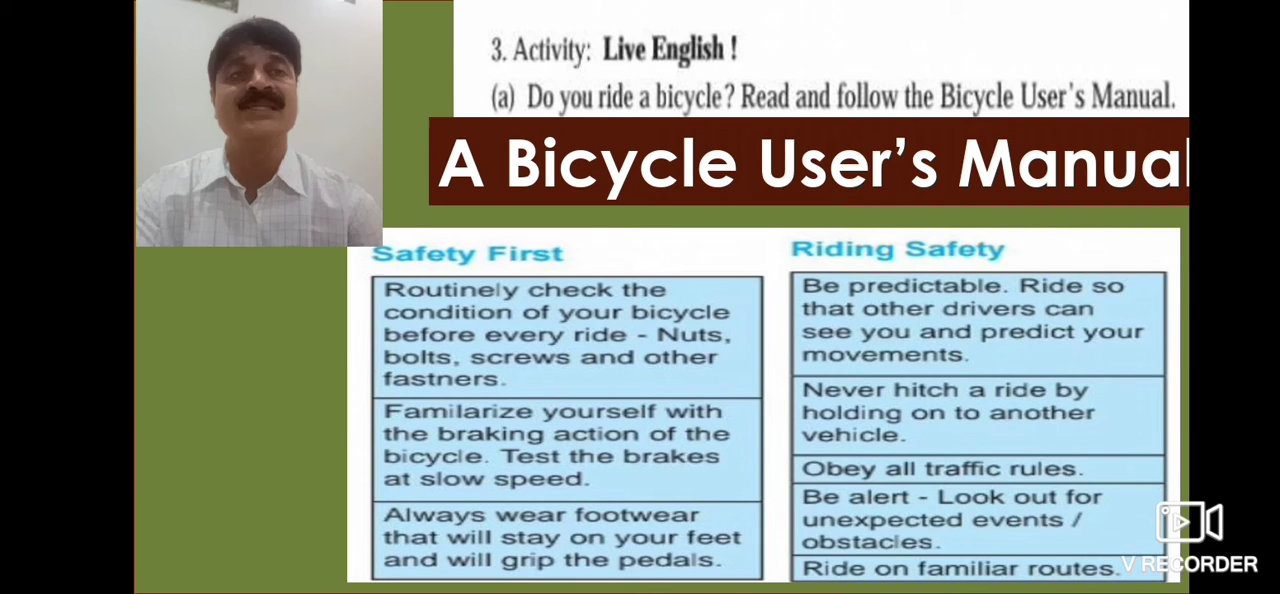 3. Activity: Live English !
(a) Do you ride a bicycle? Read and follow the Bicycle User's Manual.
A Bicycle User's Manual
Safety First
Routinely check the
condition of your bicycle
before every ride - Nuts,
bolts, screws and other
fastners.
Familarize yourself with
the braking action of the
bicycle. Test the brakes
at slow speed.
Always wear footwear
that will stay on your feet
and will grip the pedals.
Riding Safety
Be predictable. Ride so
that other drivers can
see you and predict your
movements.
Never hitch a ride by
holding on to another
vehicle.
Obey all traffic rules.
Be alert - Look out for
unexpected events /
obstacles.
Ride on familiar routes.
V RECORDER